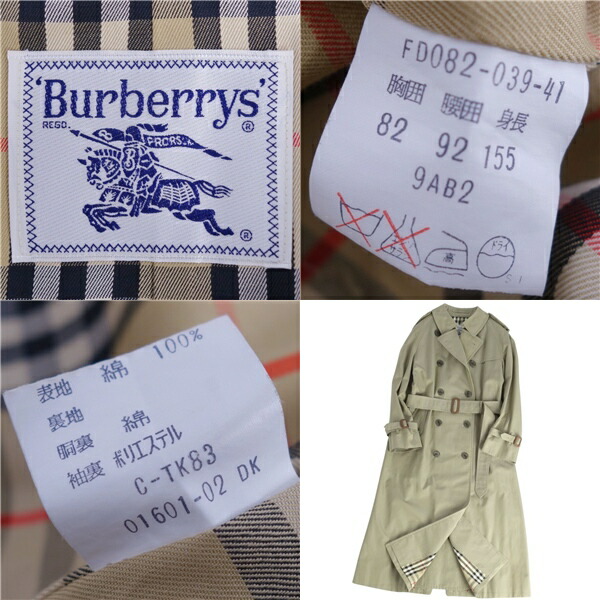 'Burberrys'
REGD.
®
PRORSUM
®
FD082-039-41
胸囲 腰囲 身長
82 92 155
9AB2
高
ドライ
表地 綿 100%
裏地
胴裏 綿
袖裏 ポリエステル
C-TK83
01601-02 DK